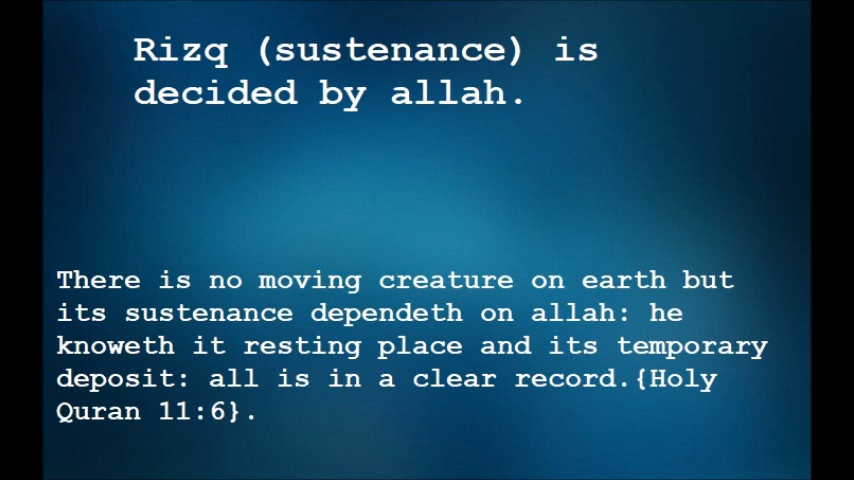 Rizq (sustenance) is
decided by allah.
There is no moving creature on earth but
its sustenance dependeth on allah: he
knoweth it resting place and its temporary
deposit: all is in a clear record.{Holy
Quran 11:6}.